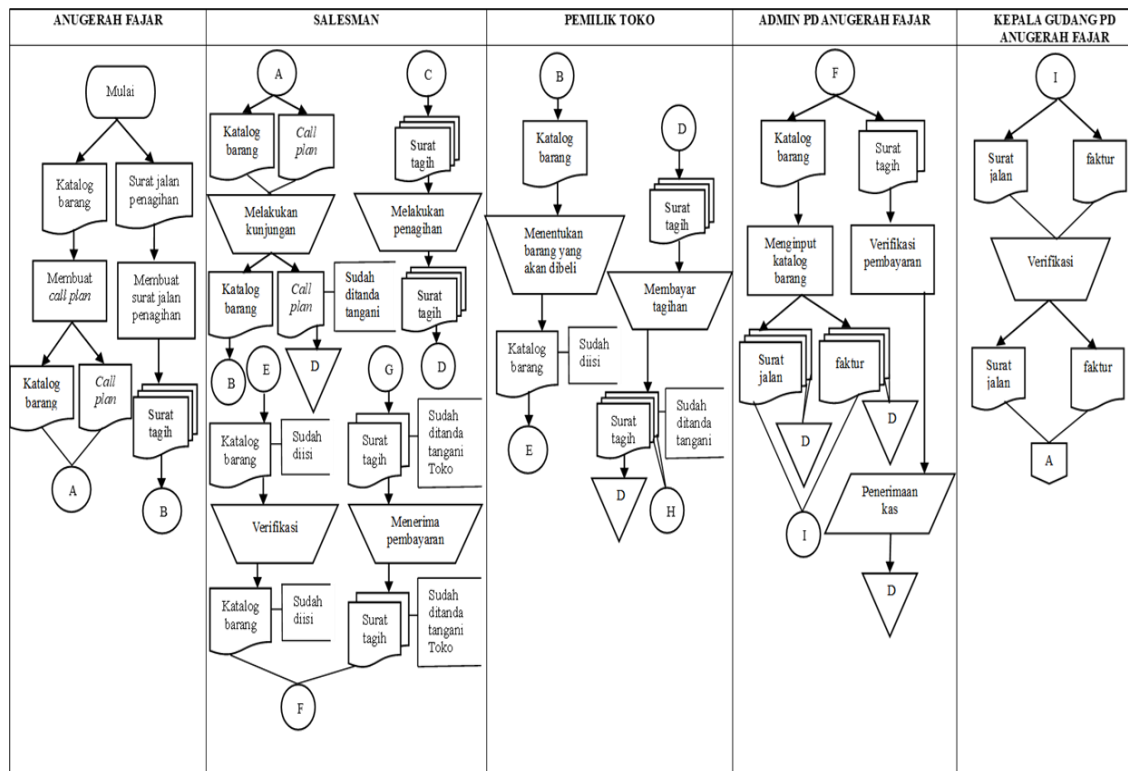 ANUGERAH FAJAR
Mulai
Katalog
barang
Surat jalan
penagihan
Membuat
call plan
Membuat
surat jalan
penagihan
Katalog
barang
Call
plan
Surat
tagih
A
B
SALESMAN
A
Katalog
barang
Call
plan
Melakukan
kunjungan
Katalog
barang
Call
plan
Sudah
ditanda
tangani
B
D
E
Katalog
barang
Sudah
diisi
Verifikasi
Katalog
barang
Sudah
diisi
C
Surat
tagih
Melakukan
penagihan
Surat
tagih
D
G
Surat
tagih
Sudah
ditanda
tangani
Toko
Menerima
pembayaran
Surat
tagih
Sudah
ditanda
tangani
Toko
F
PEMILIK TOKO
B
Katalog
barang
Menentukan
barang yang
akan dibeli
Katalog
barang
Sudah
diisi
E
D
Surat
tagih
Membayar
tagihan
Surat
tagih
Sudah
ditanda
tangani
D
H
ADMIN PD ANUGERAH FAJAR
F
Katalog
barang
Surat
tagih
Menginput
katalog
barang
Verifikasi
pembayaran
Surat
jalan
faktur
D
D
I
Penerimaan
kas
D
KEPALA GUDANG PD
ANUGERAH FAJAR
I
Surat
jalan
faktur
Verifikasi
Surat
jalan
faktur
A